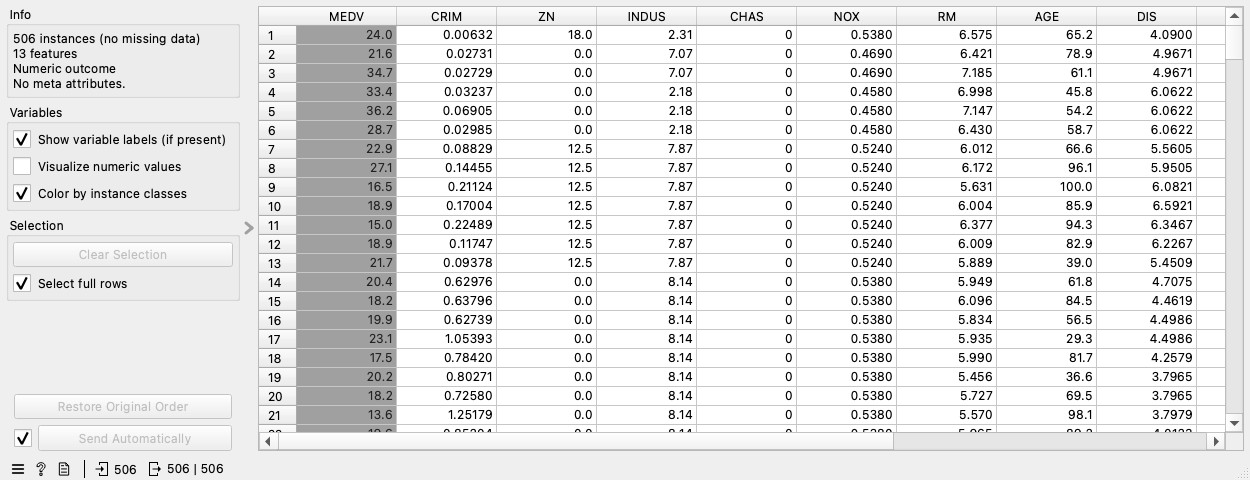 Info
506 instances (no missing data)
13 features
Numeric outcome
No meta attributes.
Variables
Show variable labels (if present)
Visualize numeric values
Color by instance classes
Selection
Clear Selection
Select full rows
Restore Original Order
Send Automatically
506 506 | 506
MEDV CRIM ZN INDUS CHAS NOX RM AGE DIS
1 24.0 0.00632 18.0 2.31 0 0.5380 6.575 65.2 4.0900
2 21.6 0.02731 0.0 7.07 0 0.4690 6.421 78.9 4.9671
3 34.7 0.02729 0.0 7.07 0 0.4690 7.185 61.1 4.9671
4 33.4 0.03237 0.0 2.18 0 0.4580 6.998 45.8 6.0622
5 36.2 0.06905 0.0 2.18 0 0.4580 7.147 54.2 6.0622
6 28.7 0.02985 0.0 2.18 0 0.4580 6.430 58.7 6.0622
7 22.9 0.08829 12.5 7.87 0 0.5240 6.012 66.6 5.5605
8 27.1 0.14455 12.5 7.87 0 0.5240 6.172 96.1 5.9505
9 16.5 0.21124 12.5 7.87 0 0.5240 5.631 100.0 6.0821
10 18.9 0.17004 12.5 7.87 0 0.5240 6.004 85.9 6.5921
11 15.0 0.22489 12.5 7.87 0 0.5240 6.377 94.3 6.3467
12 18.9 0.11747 12.5 7.87 0 0.5240 6.009 82.9 6.2267
13 21.7 0.09378 12.5 7.87 0 0.5240 5.889 39.0 5.4509
14 20.4 0.62976 0.0 8.14 0 0.5380 5.949 61.8 4.7075
15 18.2 0.63796 0.0 8.14 0 0.5380 6.096 84.5 4.4619
16 19.9 0.62739 0.0 8.14 0 0.5380 5.834 56.5 4.4986
17 23.1 1.05393 0.0 8.14 0 0.5380 5.935 29.3 4.4986
18 17.5 0.78420 0.0 8.14 0 0.5380 5.990 81.7 4.2579
19 20.2 0.80271 0.0 8.14 0 0.5380 5.456 36.6 3.7965
20 18.2 0.72580 0.0 8.14 0 0.5380 5.727 69.5 3.7965
21 13.6 1.25179 0.0 8.14 0 0.5380 5.570 98.1 3.7979